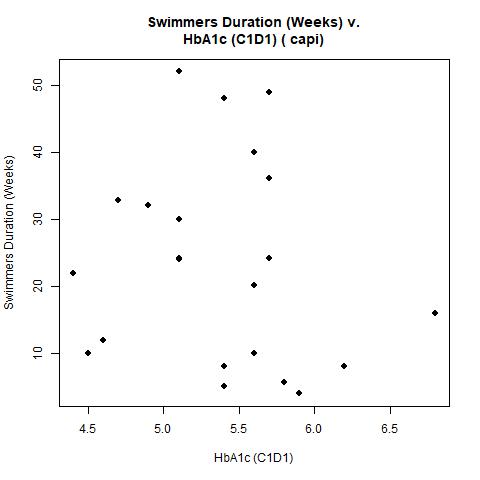 Swimmers Duration (Weeks) v.
HbA1c (C1D1) ( capi)
Swimmers Duration (Weeks)
50
40
30
20
10
4.5 5.0 5.5 6.0 6.5
HbA1c (C1D1)